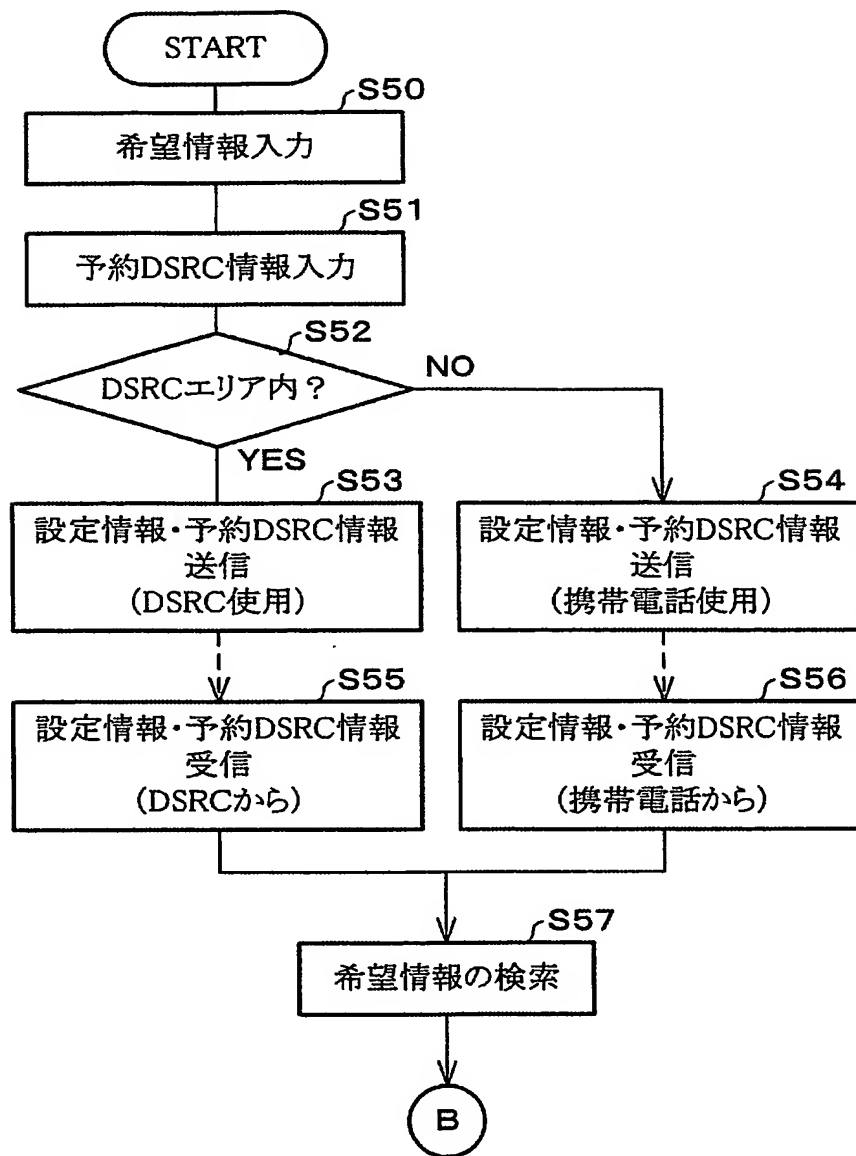 START
S50
希望情報入力
S51
予約DSRC情報入力
S52
DSRCエリア内?
NO
YES
S53
設定情報・予約DSRC情報
送信
(DSRC使用)
S54
設定情報・予約DSRC情報
送信
(携帯電話使用)
S55
設定情報・予約DSRC情報
受信
(DSRCから)
S56
設定情報・予約DSRC情報
受信
(携帯電話から)
S57
希望情報の検索
B